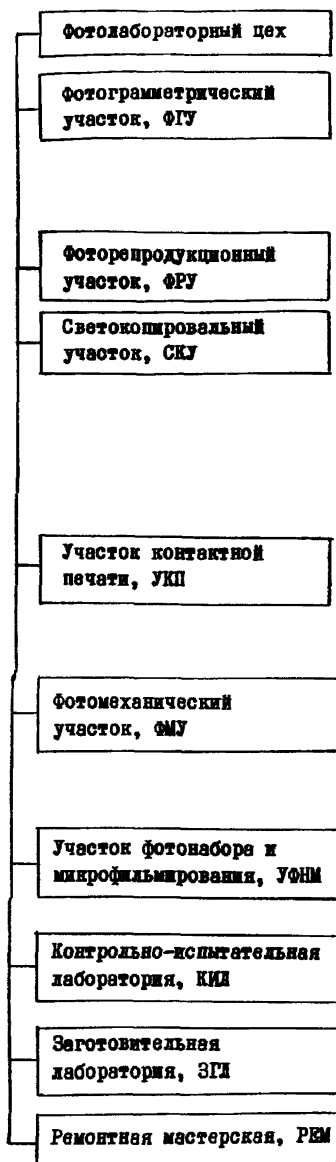 Фотолабораторный цех
Фотограмметрический
участок, ФГУ
Фоторепродукционный
участок, ФРУ
Светокопировальный
участок, СКУ
Участок контактной
печати, УКП
Фотомеханический
участок, ФМУ
Участок фотонабора и
микрофильмирования, УФНМ
Контрольно-испытательная
лаборатория, КИЛ
Заготовительная
лаборатория, ЗГЛ
Ремонтная мастерская, РЕМ